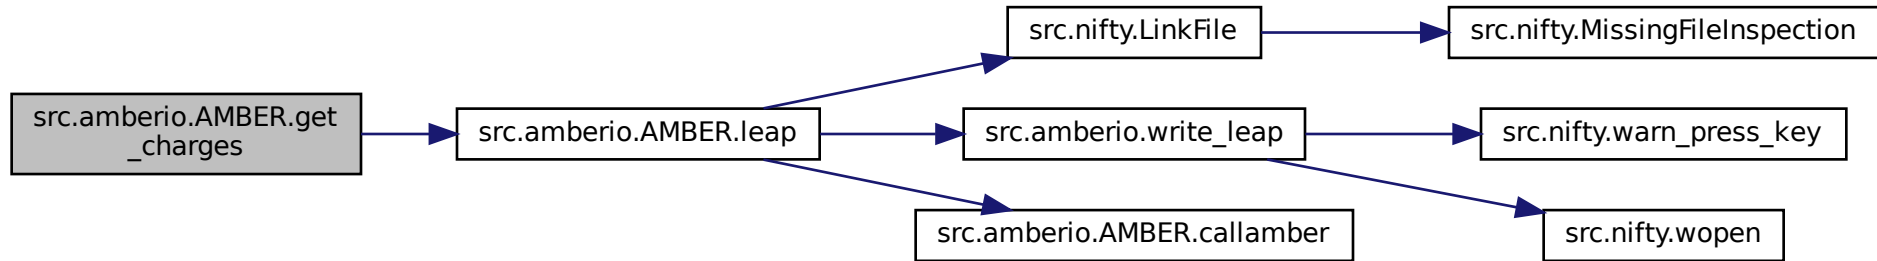 src.amberio.AMBER.get
_charges
src.amberio.AMBER.leap
src.nifty.LinkFile
src.nifty.MissingFileInspection
src.amberio.write_leap
src.nifty.warn_press_key
src.nifty.wopen
src.amberio.AMBER.callamber